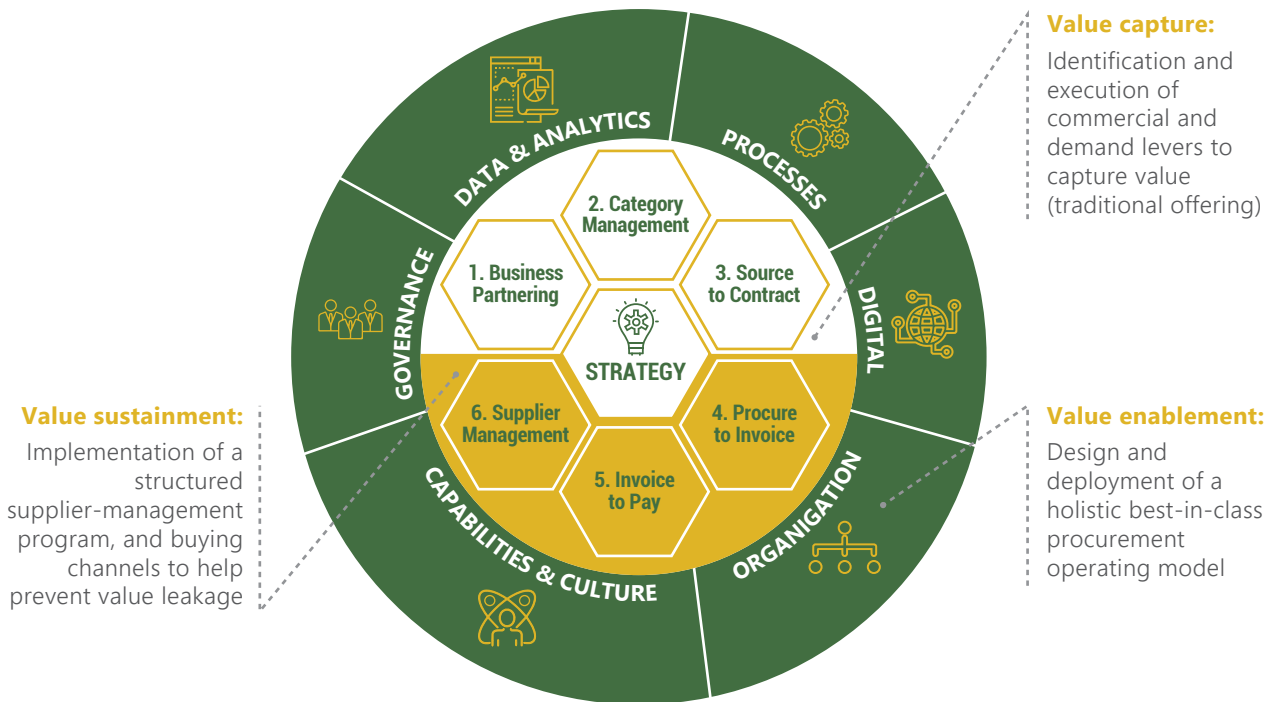 Value capture:
Identification and
execution of
commercial and
demand levers to
capture value
(traditional offering)
DATA & ANALYTICS
PROCESSES
DIGITAL
ORGANIGATION
CAPABILITIES & CULTURE
GOVERNANCE
2. Category
Management
1. Business
Partnering
3. Source
to Contract
STRATEGY
6. Supplier
Management
4. Procure
to Invoice
5. Invoice
to Pay
Value sustainment:
Implementation of a
structured
supplier-management
program, and buying
channels to help
prevent value leakage
Value enablement:
Design and
deployment of a
holistic best-in-class
procurement
operating model